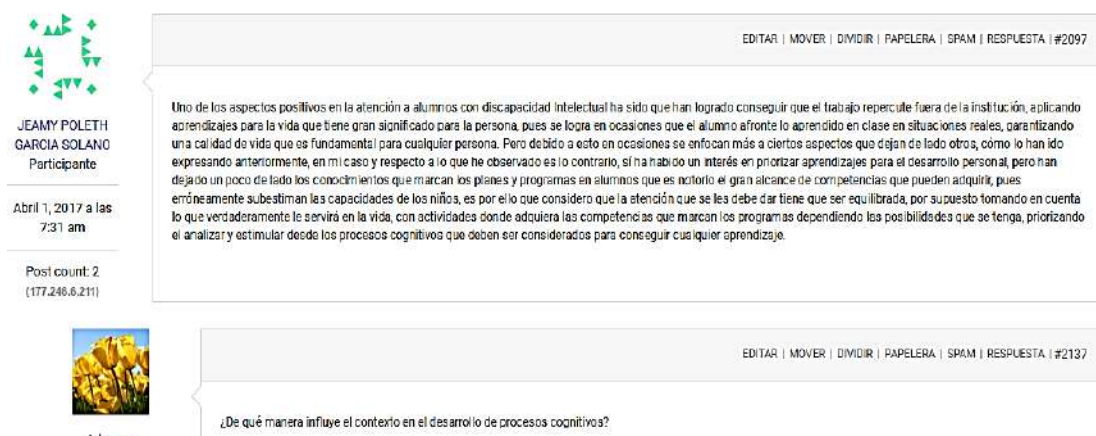 EDITAR | MOVER | DIVIDIR | PAPELERA | SPAM | RESPUESTA | #2097
JEAMY POLETH
GARCIA SOLANO
Participante
Abril 1, 2017 a las
7:31 am
Post count: 2
(177.246.6.211)
Uno de los aspectos positivos en la atención a alumnos con discapacidad Intelectual ha sido que han logrado conseguir que el trabajo repercute fuera de la institución, aplicando
aprendizajes para la vida que tiene gran significado para la persona, pues se logra en ocasiones que el alumno afronte lo aprendido en clase en situaciones reales, garantizando
una calidad de vida que es fundamental para cualquier persona. Pero debido a esto en ocasiones se enfocan más a ciertos aspectos que dejan de lado otros, cómo lo han ido
expresando anteriormente, en mi caso y respecto a lo que he observado es lo contrario, sí ha habido un interés en priorizar aprendizajes para el desarrollo personal, pero han
dejado un poco de lado los conocimientos que marcan los planes y programas en alumnos que es notorio el gran alcance de competencias que pueden adquirir, pues
erróneamente subestiman las capacidades de los niños, es por ello que considero que la atención que se les debe dar tiene que ser equilibrada, por supuesto tomando en cuenta
lo que verdaderamente le servirá en la vida, con actividades donde adquiera las competencias que marcan los programas dependiendo las posibilidades que se tenga, priorizando
el analizar y estimular desde los procesos cognitivos que deben ser considerados para conseguir cualquier aprendizaje.
EDITAR | MOVER | DIVIDIR | PAPELERA | SPAM | RESPUESTA | #2137
¿De qué manera influye el contexto en el desarrollo de procesos cognitivos?